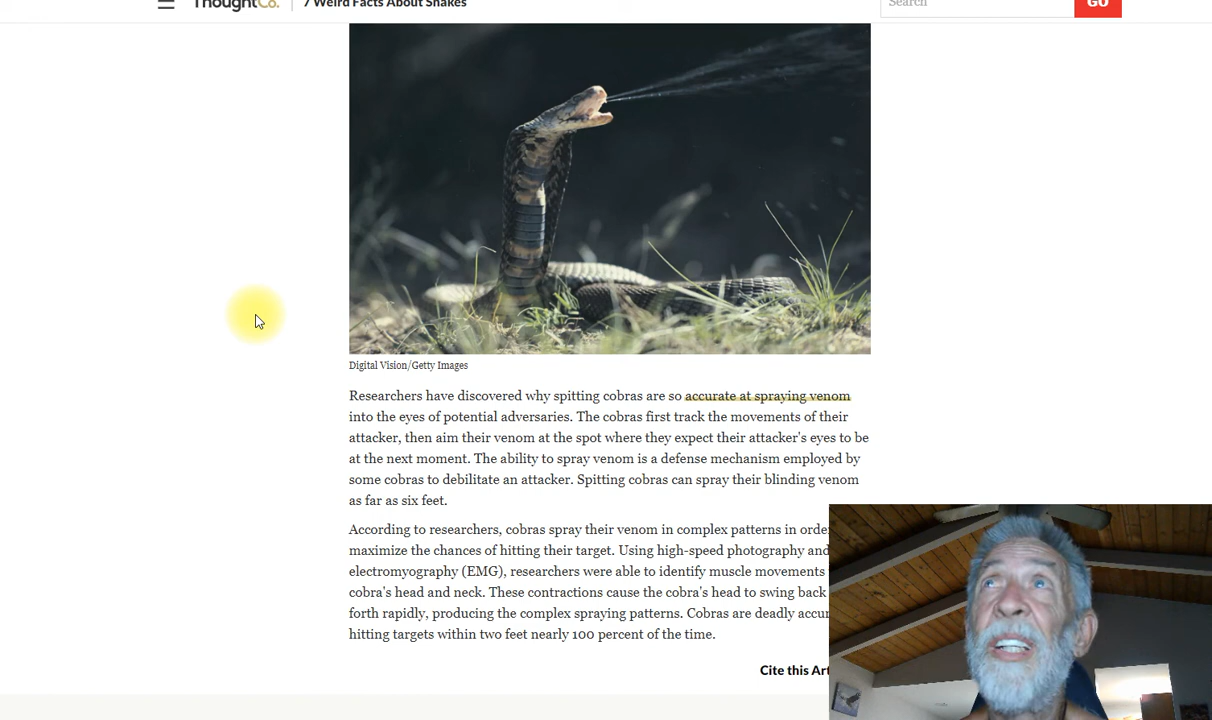 ThoughtCo. | 7 Weird Facts About Snakes
Search GO
Digital Vision/Getty Images
Researchers have discovered why spitting cobras are so accurate at spraying venom
into the eyes of potential adversaries. The cobras first track the movements of their
attacker, then aim their venom at the spot where they expect their attacker's eyes to be
at the next moment. The ability to spray venom is a defense mechanism employed by
some cobras to debilitate an attacker. Spitting cobras can spray their blinding venom
as far as six feet.
According to researchers, cobras spray their venom in complex patterns in orde
maximize the chances of hitting their target. Using high-speed photography and
electromyography (EMG), researchers were able to identify muscle movements
cobra's head and neck. These contractions cause the cobra's head to swing back
forth rapidly, producing the complex spraying patterns. Cobras are deadly accur
hitting targets within two feet nearly 100 percent of the time.
Cite this Art